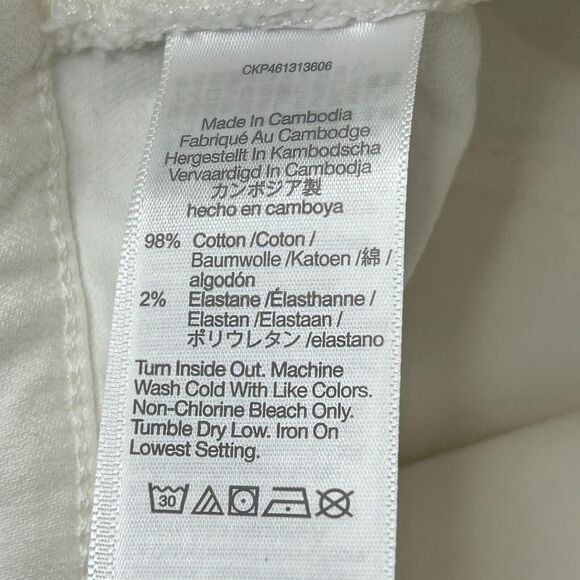 CKP461313606
Made In Cambodia
Fabriqué Au Cambodge
Hergestellt In Kambodscha
Vervaardigd In Cambodja
カンボジア製
hecho en camboya
98% Cotton /Coton /
Baumwolle /Katoen /綿 /
algodón
2% Elastane /Élasthanne /
Elastan /Elastaan /
ポリウレタン /elastano
Turn Inside Out. Machine
Wash Cold With Like Colors.
Non-Chlorine Bleach Only.
Tumble Dry Low. Iron On
Lowest Setting.
30